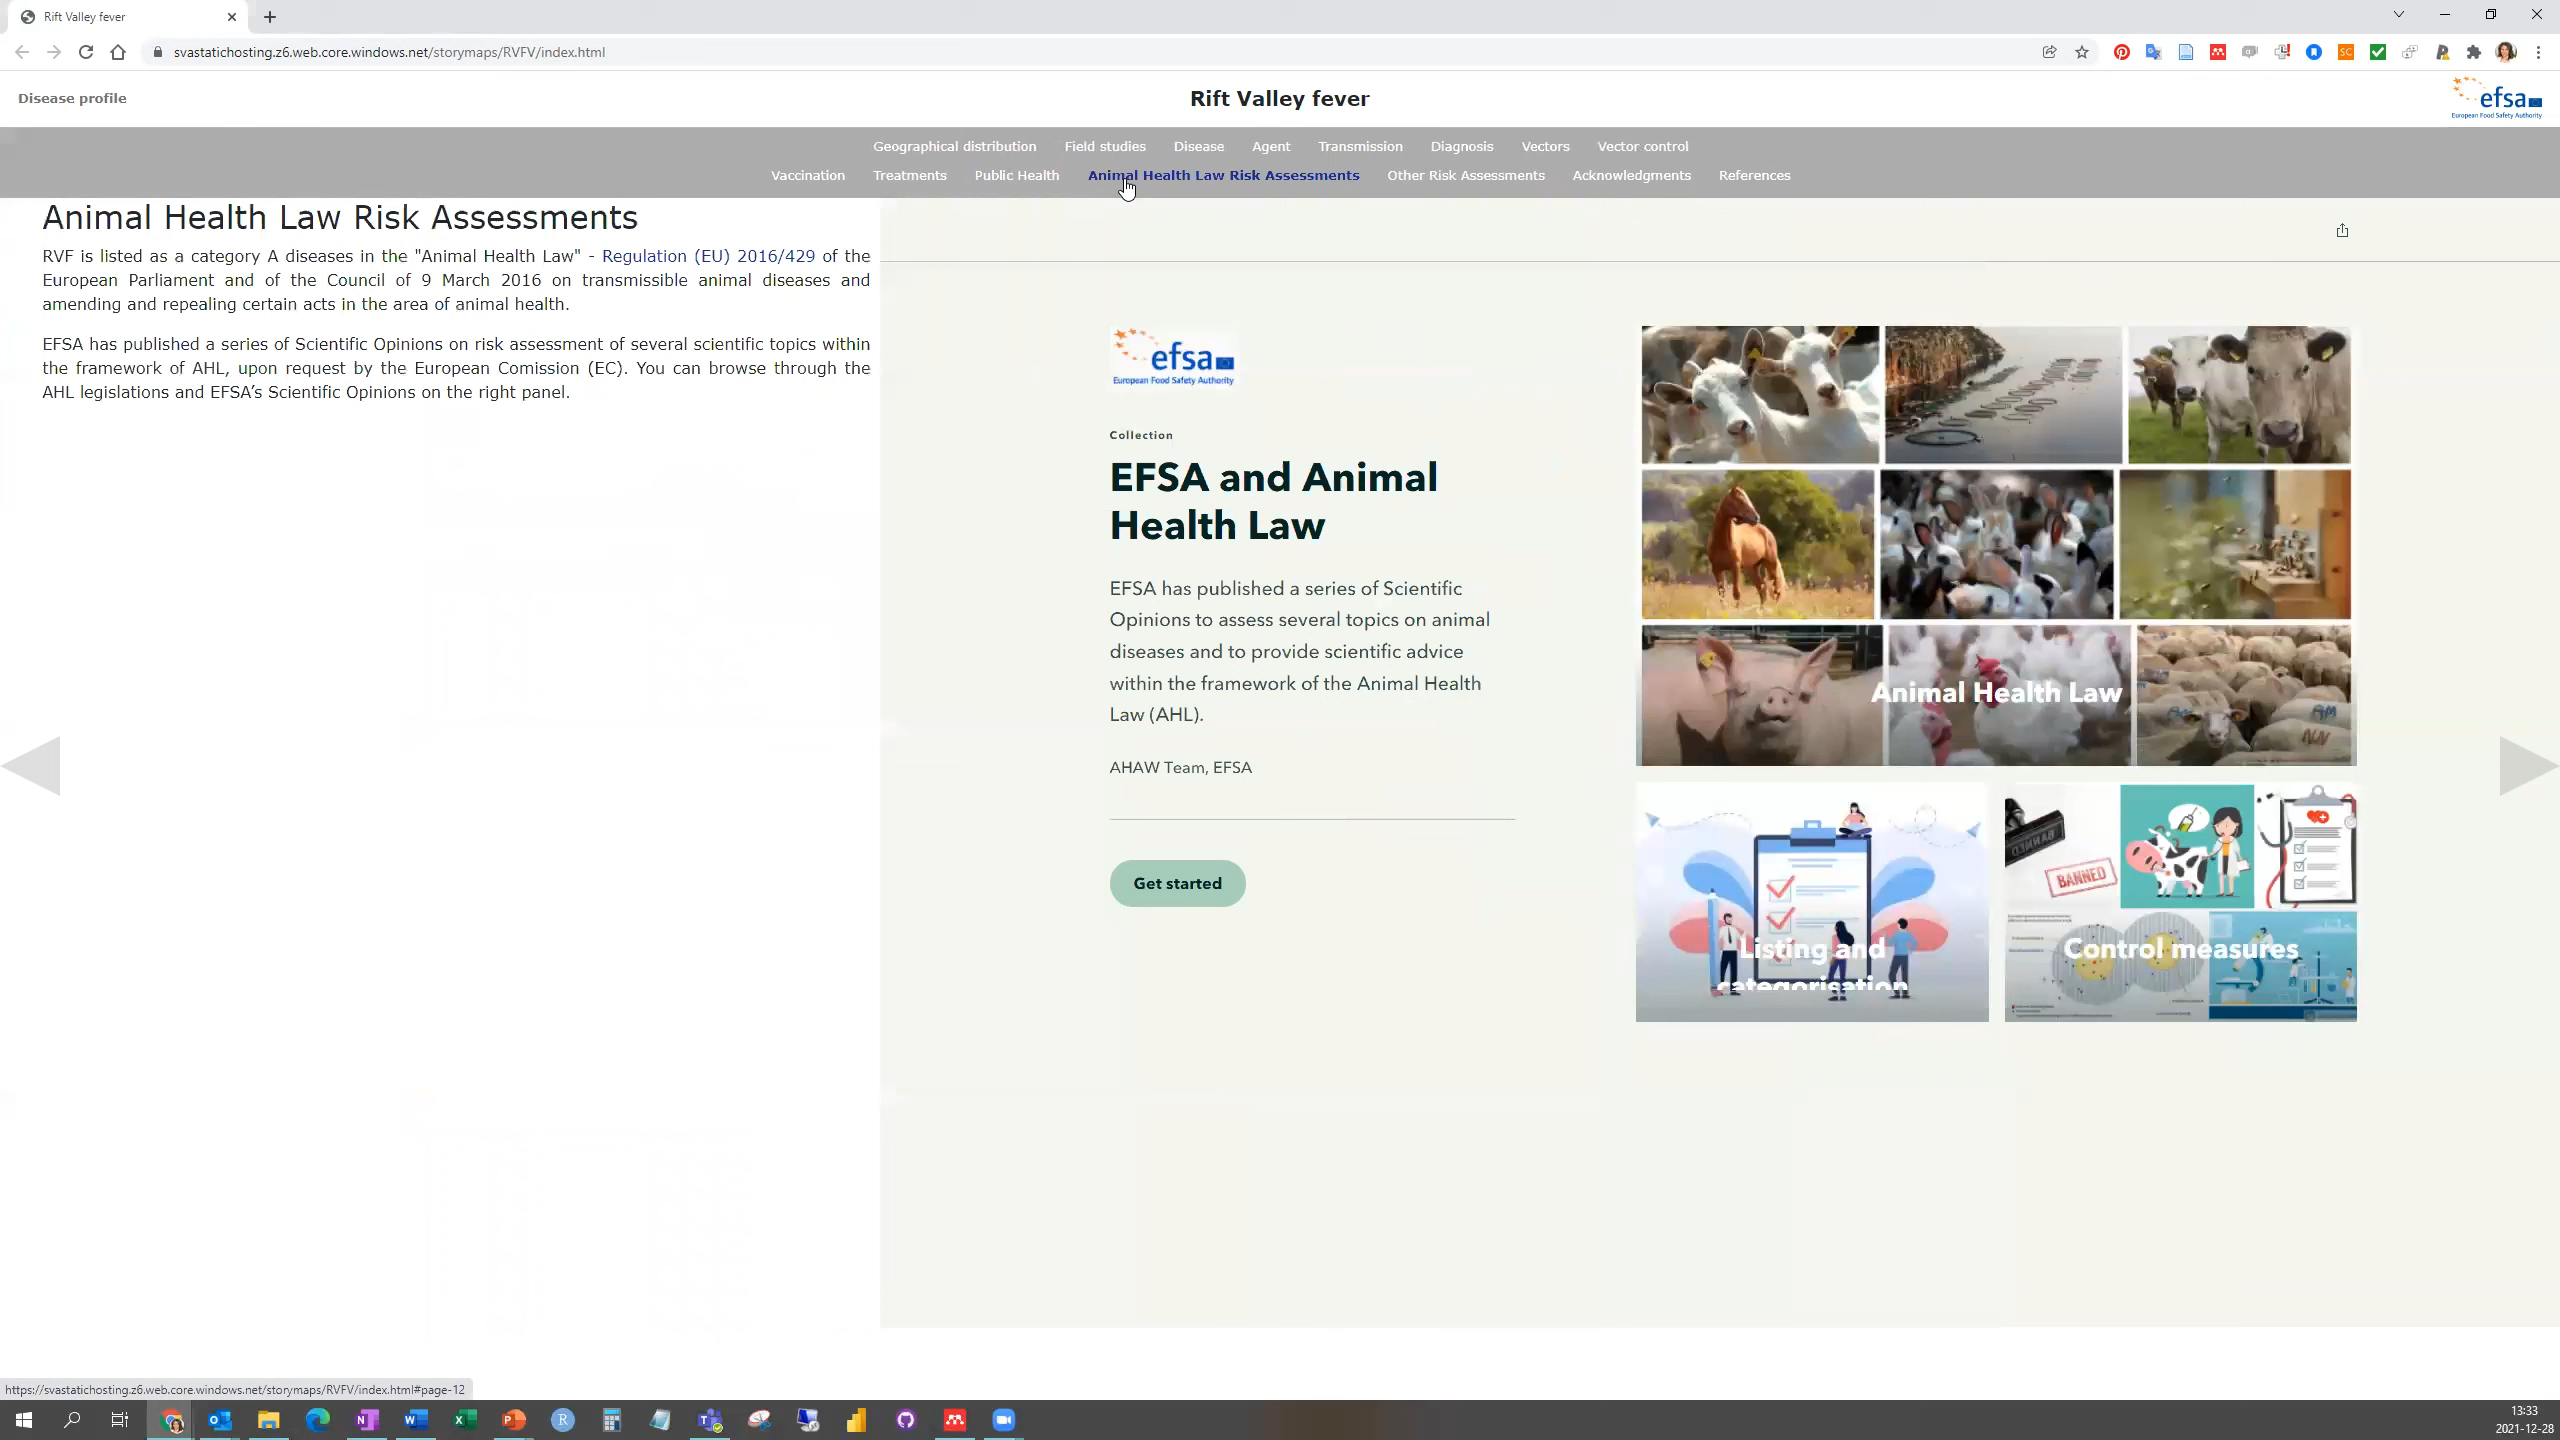 Rift Valley fever
svastatichosting.z6.web.core.windows.net/storymaps/RVFV/index.html
Disease profile
Rift Valley fever
efsa
European Food Safety Authority
Geographical distribution Field studies Disease Agent Transmission Diagnosis Vectors Vector control
Vaccination Treatments Public Health Animal Health Law Risk Assessments Other Risk Assessments Acknowledgments References
Animal Health Law Risk Assessments
RVF is listed as a category A diseases in the "Animal Health Law" - Regulation (EU) 2016/429 of the
European Parliament and of the Council of 9 March 2016 on transmissible animal diseases and
amending and repealing certain acts in the area of animal health.
EFSA has published a series of Scientific Opinions on risk assessment of several scientific topics within
the framework of AHL, upon request by the European Comission (EC). You can browse through the
AHL legislations and EFSA’s Scientific Opinions on the right panel.
efsa
European Food Safety Authority
Collection
EFSA and Animal
Health Law
EFSA has published a series of Scientific
Opinions to assess several topics on animal
diseases and to provide scientific advice
within the framework of the Animal Health
Law (AHL).
AHAW Team, EFSA
Get started
Animal Health Law
Listing and
categorisation
BANNED
Control measures
https://svastatichosting.z6.web.core.windows.net/storymaps/RVFV/index.html#page-12
13:33
2021-12-28